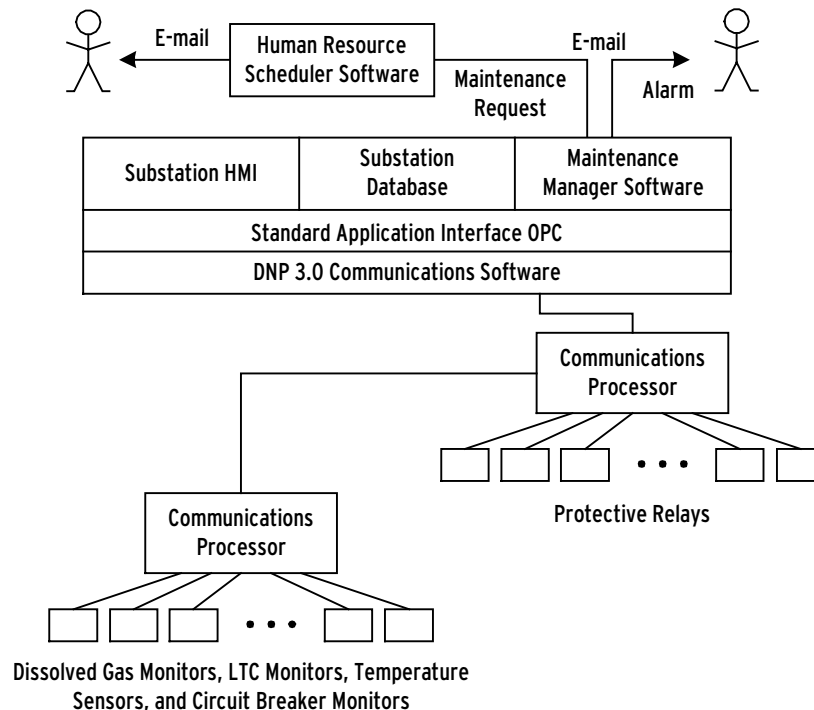 E-mail
Human Resource
Scheduler Software
E-mail
Maintenance
Request
Alarm
Substation HMI
Substation
Database
Maintenance
Manager Software
Standard Application Interface OPC
DNP 3.0 Communications Software
Communications
Processor
Protective Relays
Communications
Processor
Dissolved Gas Monitors, LTC Monitors, Temperature
Sensors, and Circuit Breaker Monitors